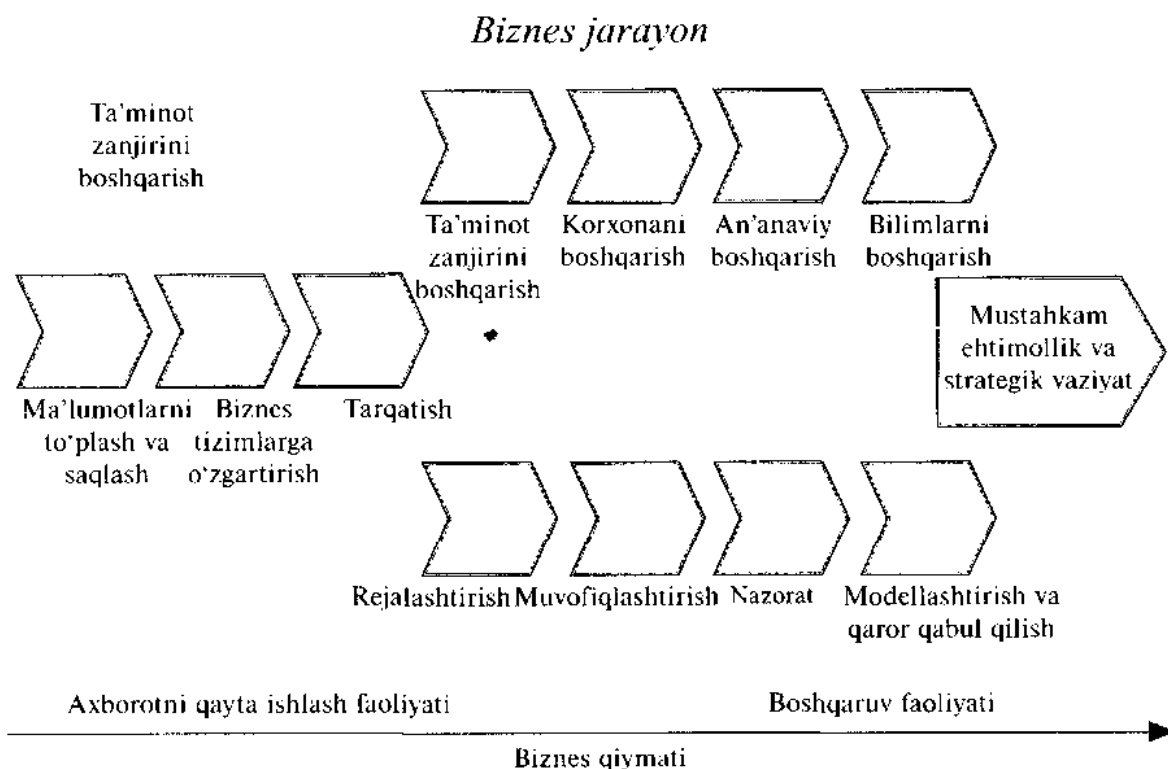 Biznes jarayon
Ta'minot
zanjirini
boshqarish
Ta'minot
zanjirini
boshqarish
Korxonani
boshqarish
An'anaviy
boshqarish
Bilimlarni
boshqarish
Mustahkam
ehtimollik va
strategik vaziyat
Ma'lumotlarni
to‘plash va
saqlash
Biznes
tizimlarga
o‘zgartirish
Tarqatish
Rejalashtirish
Muvofiqlashtirish
Nazorat
Modellashtirish va
qaror qabul qilish
Axborotni qayta ishlash faoliyati
Boshqaruv faoliyati
Biznes qiymati